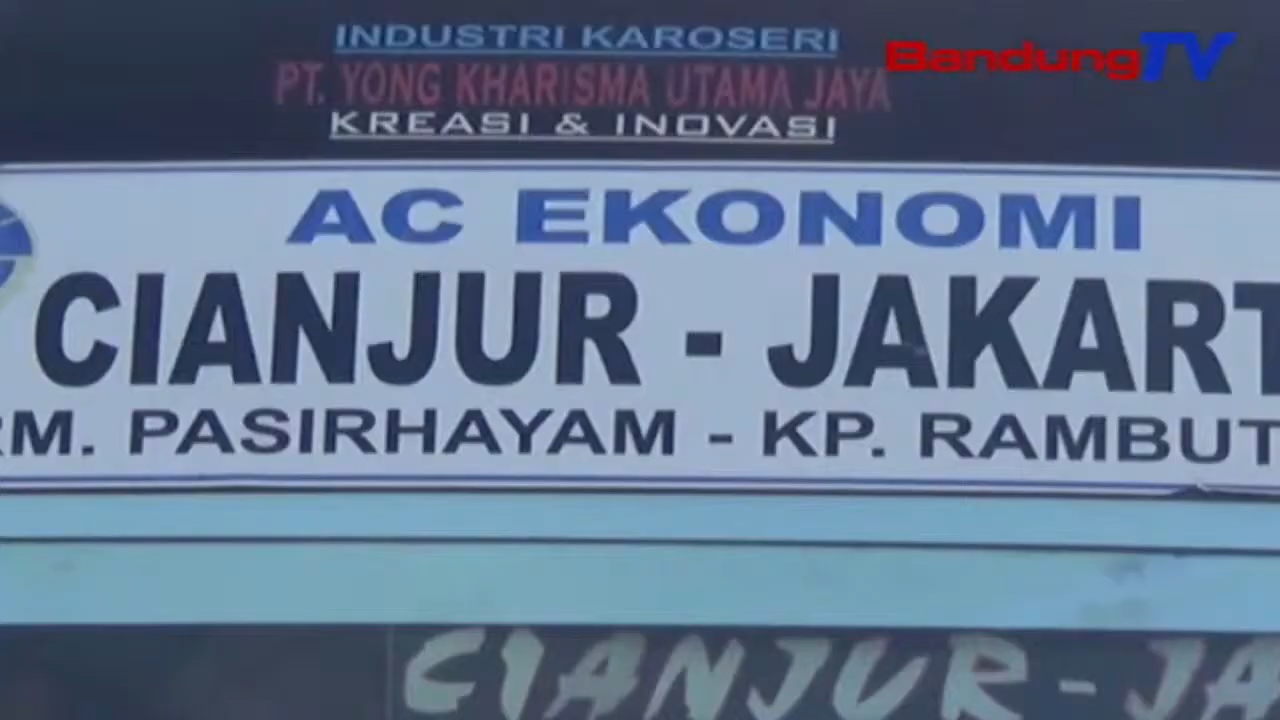 INDUSTRI KAROSERI
BandungTV
PT. YONG KHARISMA UTAMA JAYA
KREASI & INOVASI
AC EKONOMI
CIANJUR - JAKART
RM. PASIRHAYAM - KP. RAMBUT
CIANJUR - JA